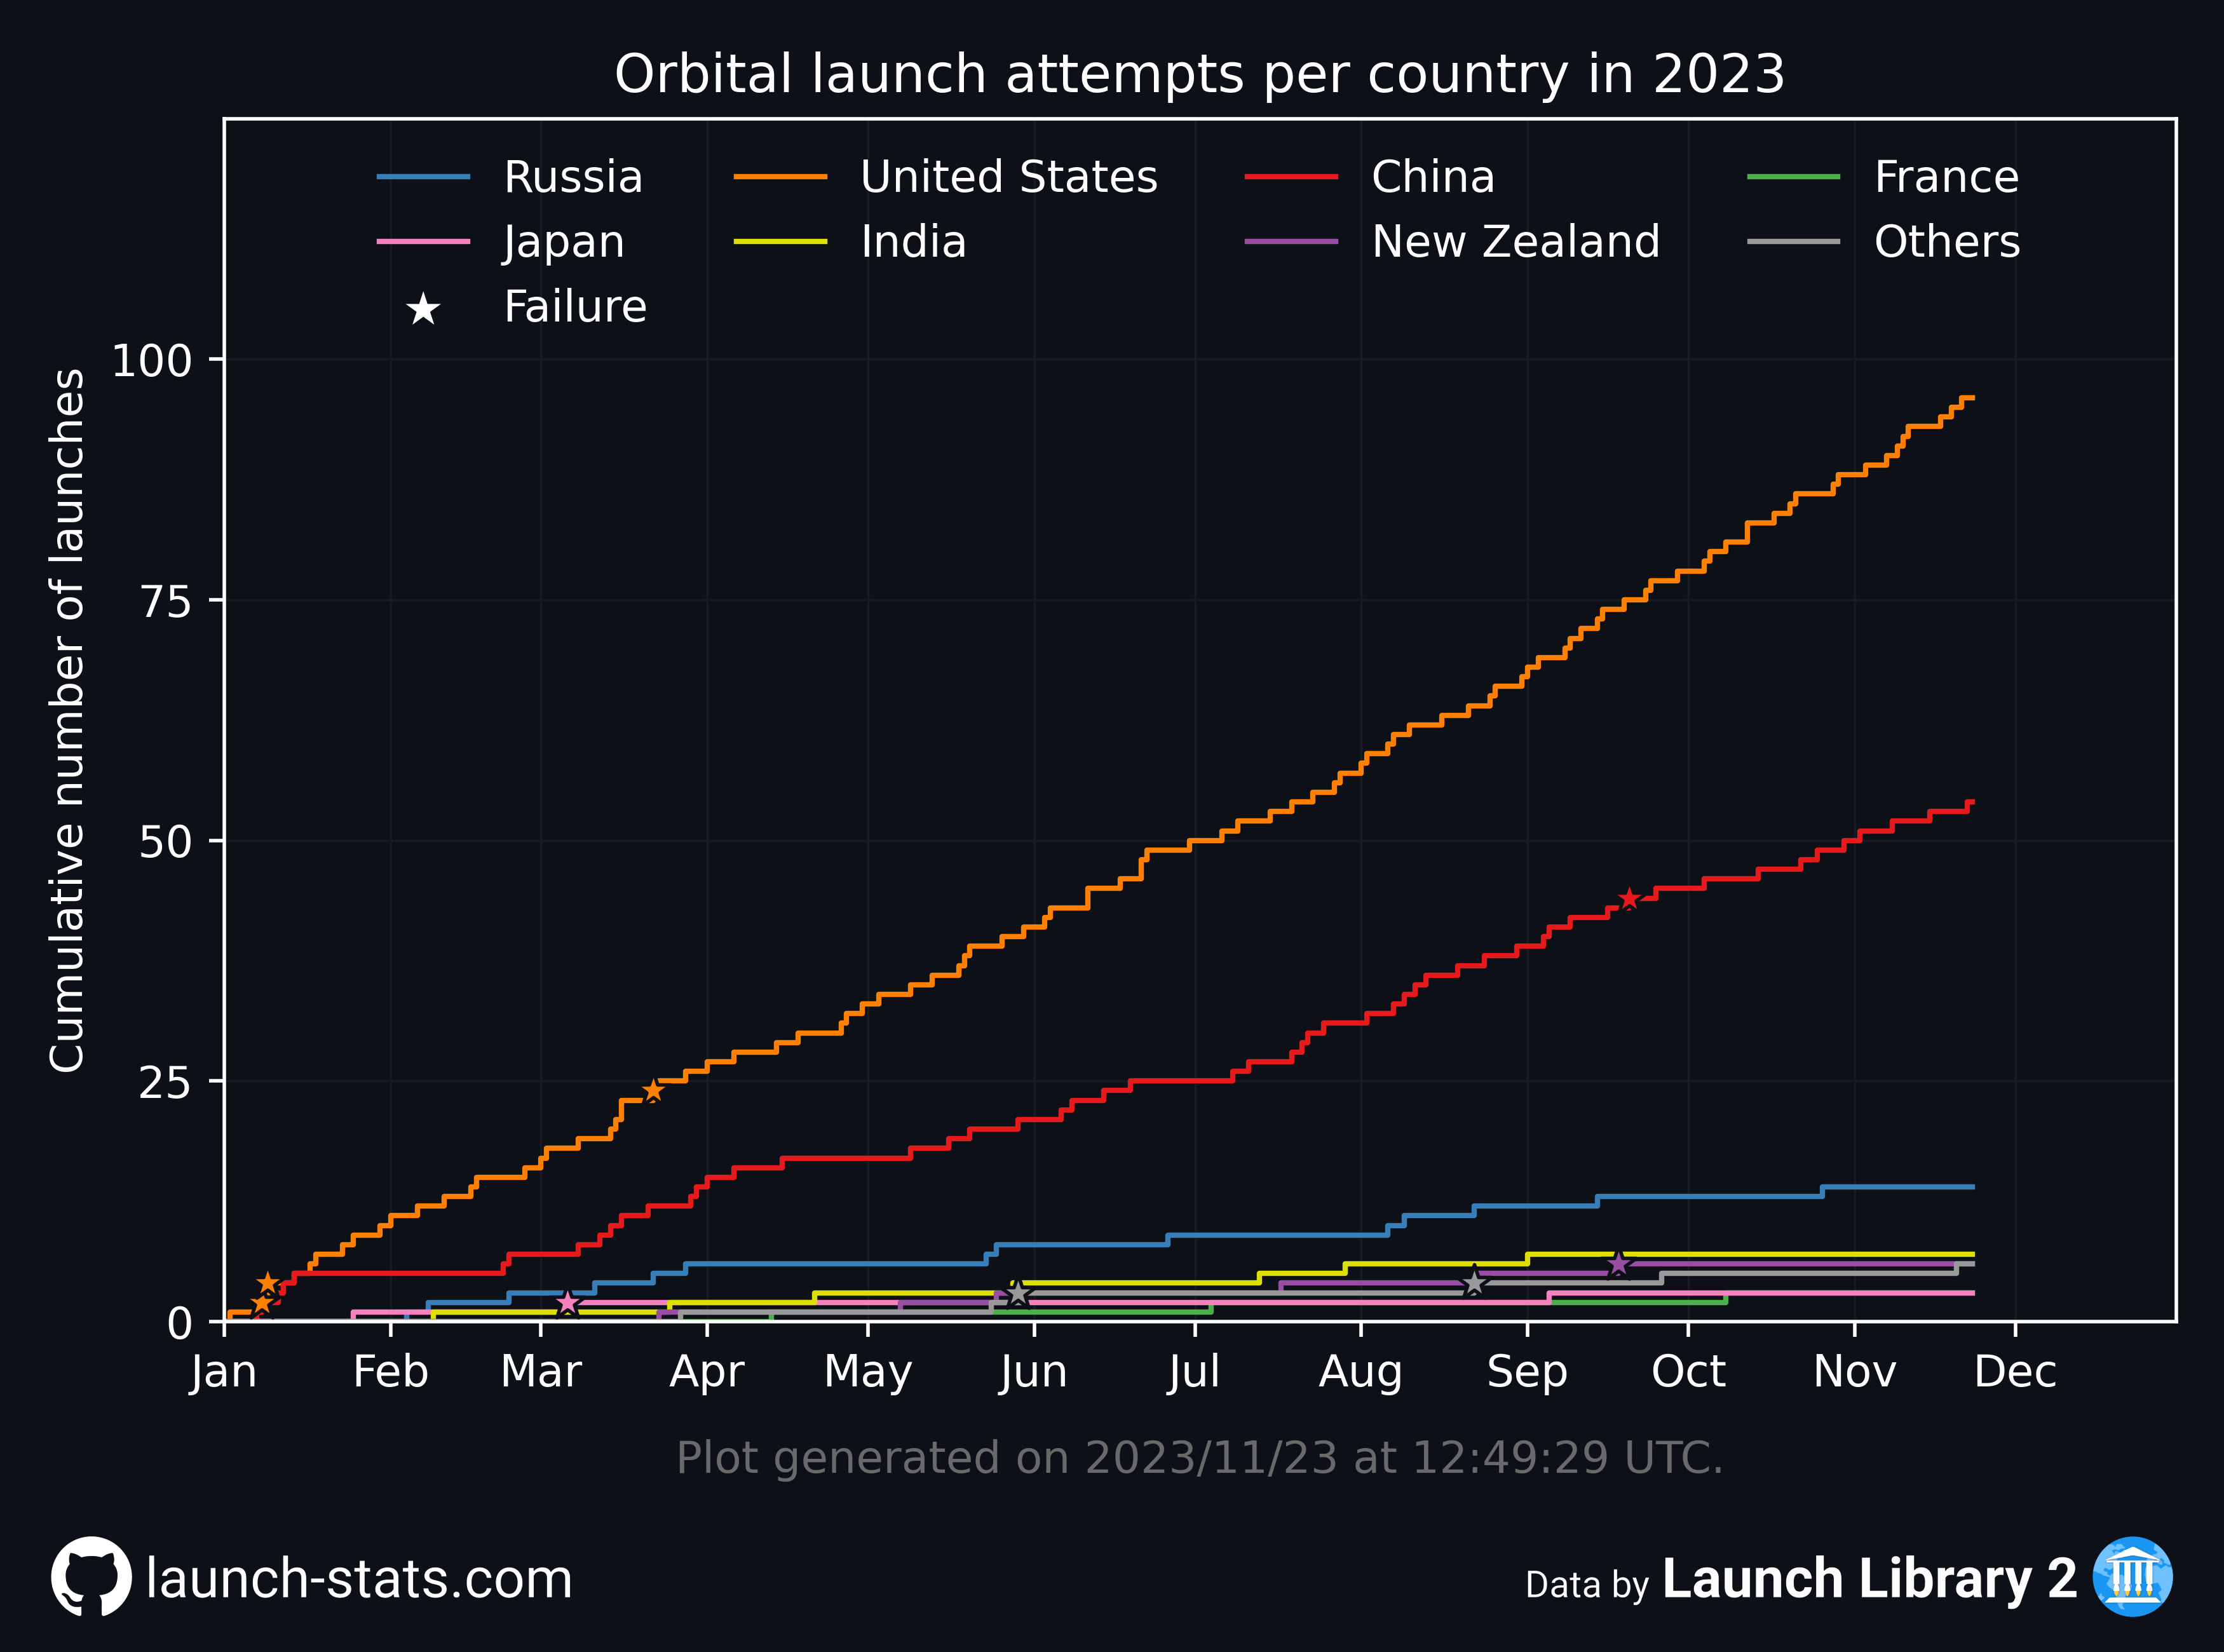 Orbital launch attempts per country in 2023
Russia United States China France
Japan India New Zealand Others
Failure
Cumulative number of launches
100
75
50
25
0
Jan Feb Mar Apr May Jun Jul Aug Sep Oct Nov Dec
Plot generated on 2023/11/23 at 12:49:29 UTC.
launch-stats.com
Data by Launch Library 2